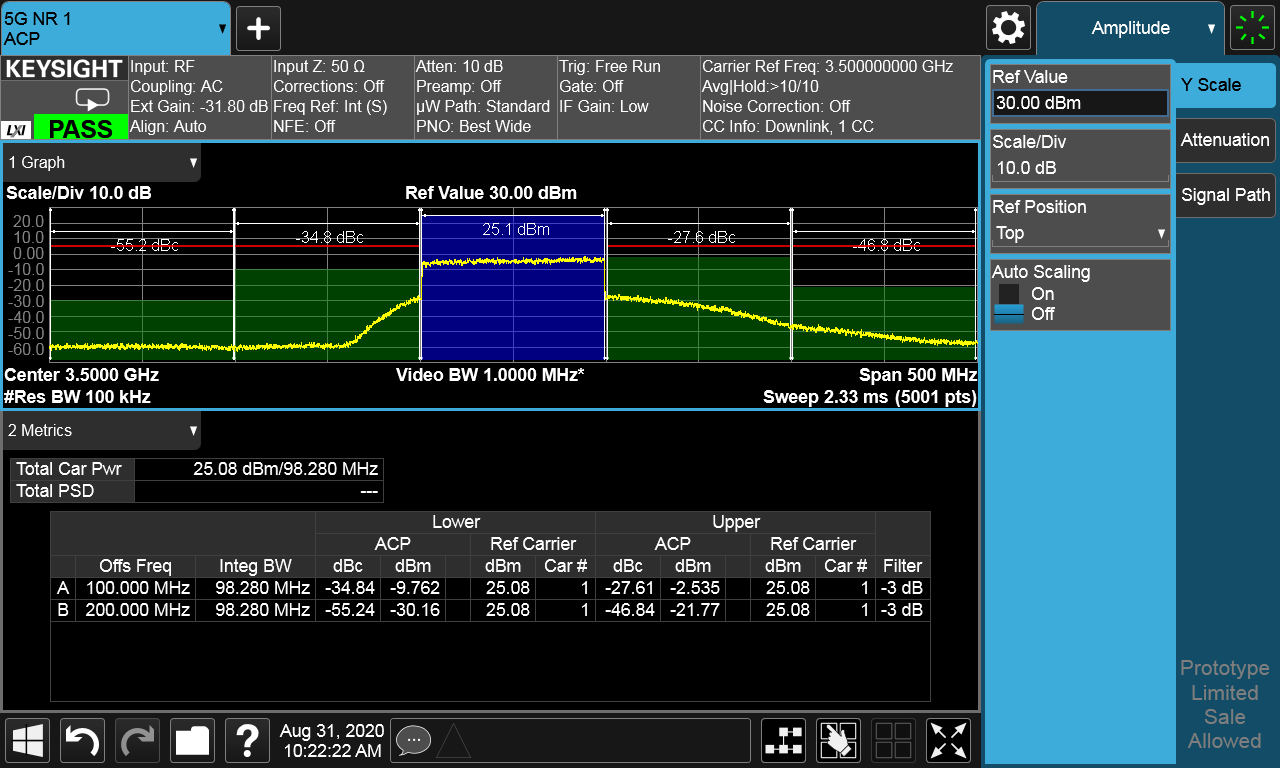 5G NR 1
ACP
Amplitude
KEYSIGHT
LXI
PASS
Input: RF
Coupling: AC
Ext Gain: -31.80 dB
Align: Auto
Input Z: 50 Ω
Corrections: Off
Freq Ref: Int (S)
NFE: Off
Atten: 10 dB
Preamp: Off
µW Path: Standard
PNO: Best Wide
Trig: Free Run
Gate: Off
IF Gain: Low
Carrier Ref Freq: 3.500000000 GHz
Avg|Hold:>10/10
Noise Correction: Off
CC Info: Downlink, 1 CC
Ref Value
30.00 dBm
Scale/Div
10.0 dB
Ref Position
Top
Auto Scaling
On
Off
Y Scale
Attenuation
Signal Path
1 Graph
Scale/Div 10.0 dB Ref Value 30.00 dBm
20.0
10.0
0.00
-10.0
-20.0
-30.0
-40.0
-50.0
-60.0
-55.2 dBc -34.8 dBc 25.1 dBm -27.6 dBc -46.8 dBc
Center 3.5000 GHz Video BW 1.0000 MHz* Span 500 MHz
#Res BW 100 kHz Sweep 2.33 ms (5001 pts)
2 Metrics
Total Car Pwr 25.08 dBm/98.280 MHz
Total PSD ---
Lower Upper
ACP Ref Carrier ACP Ref Carrier
Offs Freq Integ BW dBc dBm dBm Car # dBc dBm dBm Car # Filter
A 100.000 MHz 98.280 MHz -34.84 -9.762 25.08 1 -27.61 -2.535 25.08 1 -3 dB
B 200.000 MHz 98.280 MHz -55.24 -30.16 25.08 1 -46.84 -21.77 25.08 1 -3 dB
Prototype
Limited
Sale
Allowed
Aug 31, 2020
10:22:22 AM